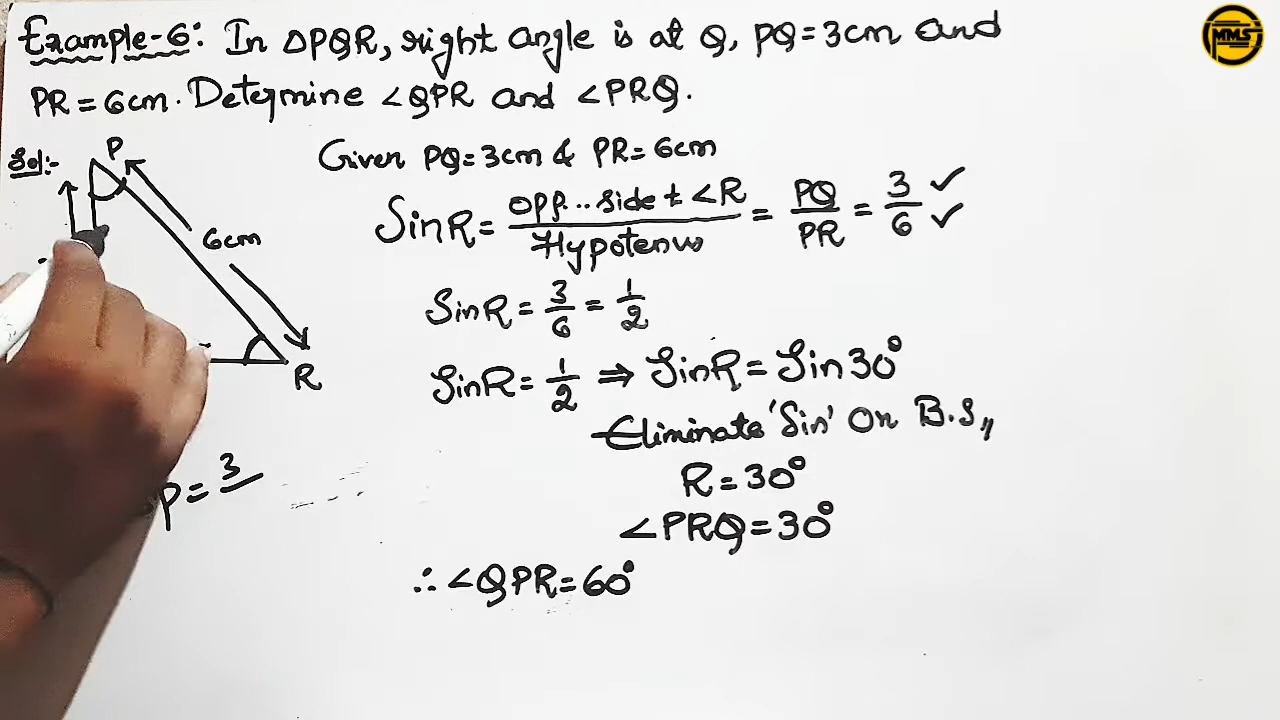 Example-6: In △PQR, right angle is at Q, PQ=3cm and
PR=6cm. Determine ∠QPR and ∠PRQ.
Sol:-
P
6cm
R
Given PQ=3cm & PR=6cm
SinR = Opp.. side t ∠R / Hypotenus = PQ/PR = 3/6 ✓✓
SinR = 3/6 = 1/2
SinR = 1/2 ⇒ SinR = Sin30°
Eliminate 'Sin' On B.S,,
R = 30°
∠PRQ = 30°
∴ ∠QPR = 60°
P = 3
MMS